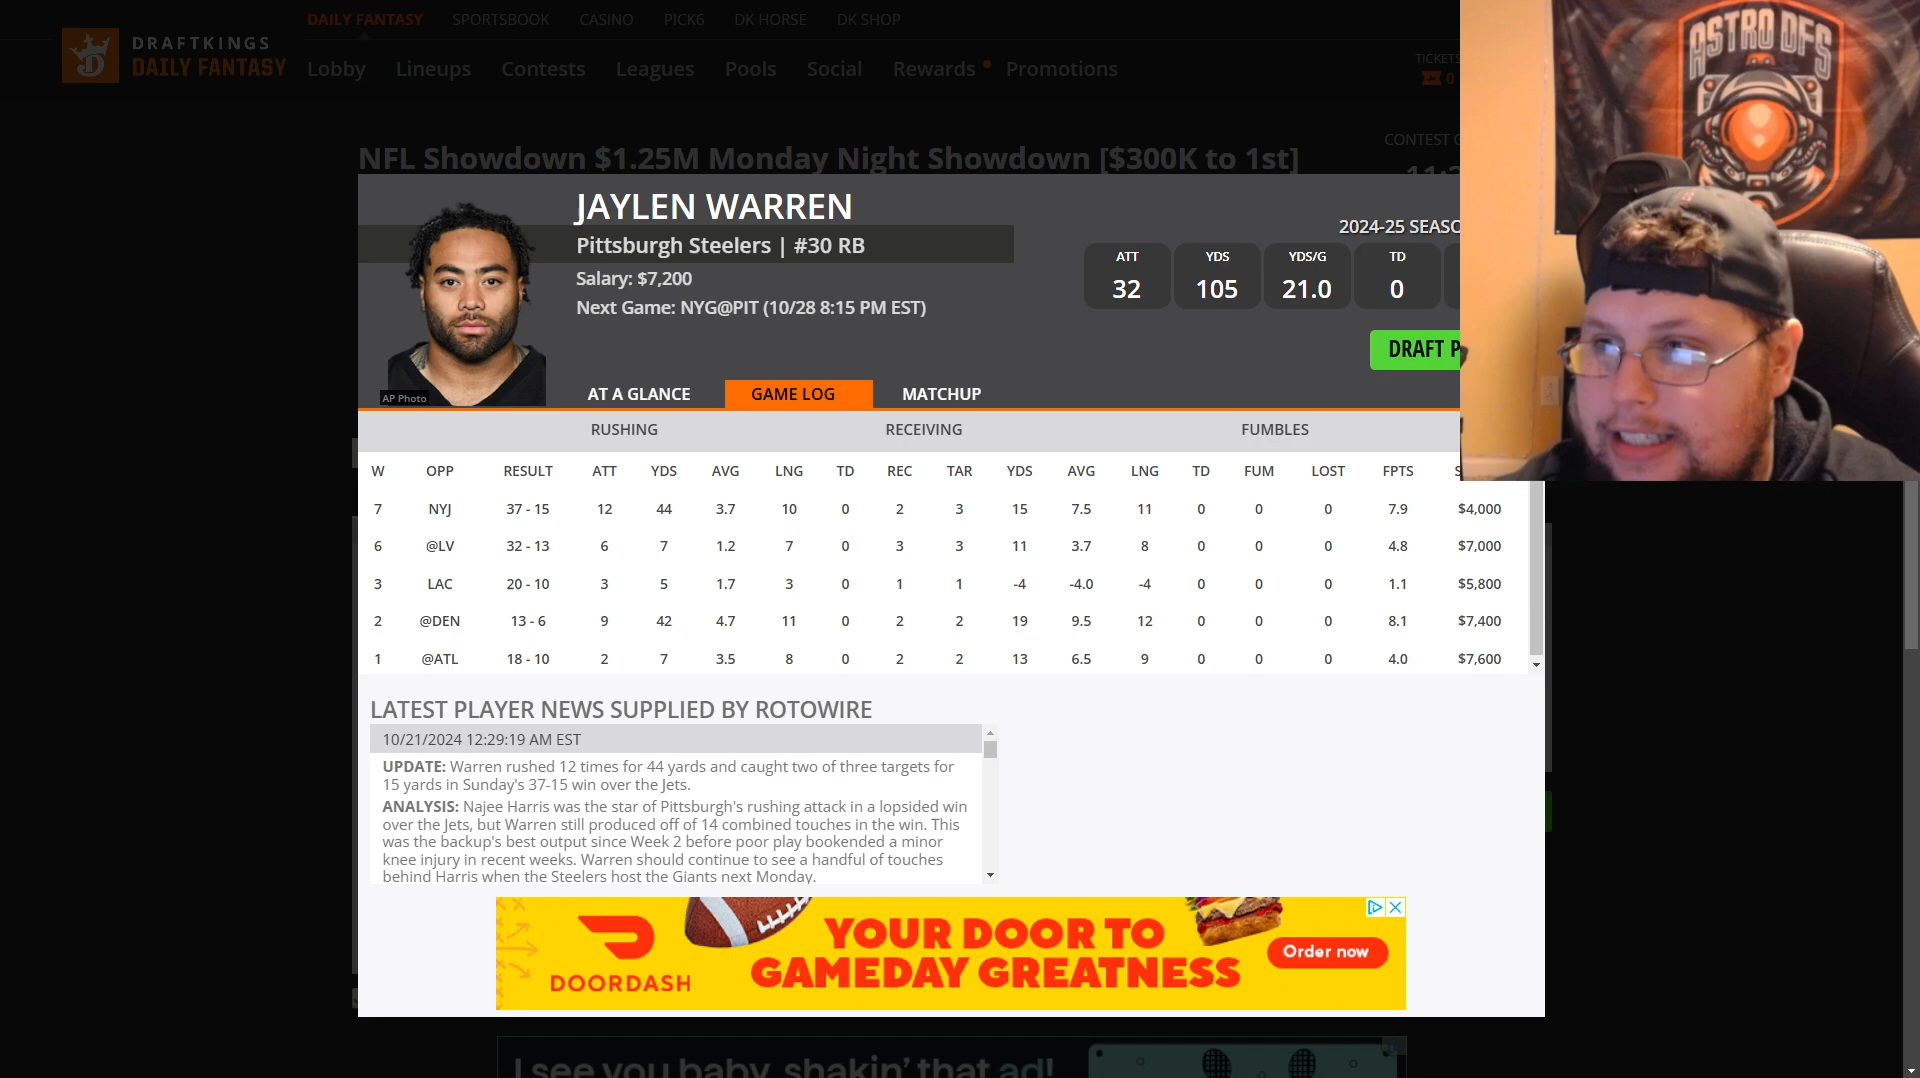 DAILY FANTASY SPORTSBOOK CASINO PICK6 DK HORSE DK SHOP
DRAFTKINGS
DAILY FANTASY
Lobby Lineups Contests Leagues Pools Social Rewards Promotions
TICKETS
0
ASTRO DFS
CONTEST
NFL Showdown $1.25M Monday Night Showdown [$300K to 1st]
JAYLEN WARREN
Pittsburgh Steelers | #30 RB
Salary: $7,200
Next Game: NYG@PIT (10/28 8:15 PM EST)
2024-25 SEASO
ATT YDS YDS/G TD
32 105 21.0 0
DRAFT P
AP Photo
AT A GLANCE GAME LOG MATCHUP
RUSHING RECEIVING FUMBLES
W OPP RESULT ATT YDS AVG LNG TD REC TAR YDS AVG LNG TD FUM LOST FPTS S
7 NYJ 37 - 15 12 44 3.7 10 0 2 3 15 7.5 11 0 0 0 7.9 $4,000
6 @LV 32 - 13 6 7 1.2 7 0 3 3 11 3.7 8 0 0 0 4.8 $7,000
3 LAC 20 - 10 3 5 1.7 3 0 1 1 -4 -4.0 -4 0 0 0 1.1 $5,800
2 @DEN 13 - 6 9 42 4.7 11 0 2 2 19 9.5 12 0 0 0 8.1 $7,400
1 @ATL 18 - 10 2 7 3.5 8 0 2 2 13 6.5 9 0 0 0 4.0 $7,600
LATEST PLAYER NEWS SUPPLIED BY ROTOWIRE
10/21/2024 12:29:19 AM EST
UPDATE: Warren rushed 12 times for 44 yards and caught two of three targets for
15 yards in Sunday's 37-15 win over the Jets.
ANALYSIS: Najee Harris was the star of Pittsburgh's rushing attack in a lopsided win
over the Jets, but Warren still produced off of 14 combined touches in the win. This
was the backup's best output since Week 2 before poor play bookended a minor
knee injury in recent weeks. Warren should continue to see a handful of touches
behind Harris when the Steelers host the Giants next Monday.
DOORDASH
YOUR DOOR TO
GAMEDAY GREATNESS
Order now
I see you baby, shakin' that ad!